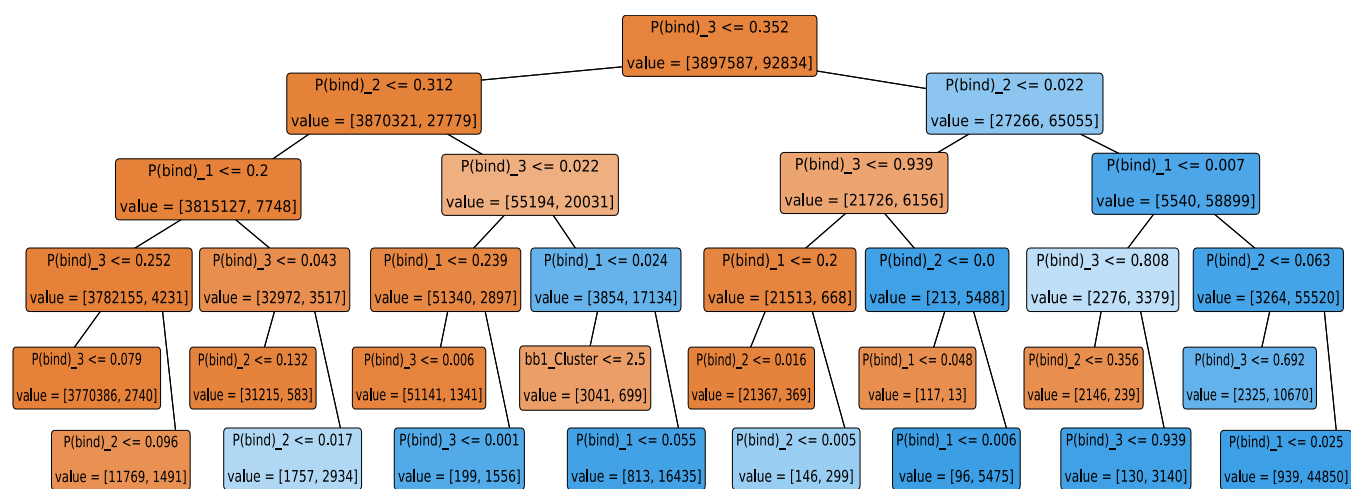 P(bind)_3 <= 0.352
value = [3897587, 92834]
P(bind)_2 <= 0.312
value = [3870321, 27779]
P(bind)_2 <= 0.022
value = [27266, 65055]
P(bind)_1 <= 0.2
value = [3815127, 7748]
P(bind)_3 <= 0.022
value = [55194, 20031]
P(bind)_3 <= 0.939
value = [21726, 6156]
P(bind)_1 <= 0.007
value = [5540, 58899]
P(bind)_3 <= 0.252
value = [3782155, 4231]
P(bind)_3 <= 0.043
value = [32972, 3517]
P(bind)_1 <= 0.239
value = [51340, 2897]
P(bind)_1 <= 0.024
value = [3854, 17134]
P(bind)_1 <= 0.2
value = [21513, 668]
P(bind)_2 <= 0.0
value = [213, 5488]
P(bind)_3 <= 0.808
value = [2276, 3379]
P(bind)_2 <= 0.063
value = [3264, 55520]
P(bind)_3 <= 0.079
value = [3770386, 2740]
P(bind)_2 <= 0.132
value = [31215, 583]
P(bind)_3 <= 0.006
value = [51141, 1341]
bb1_Cluster <= 2.5
value = [3041, 699]
P(bind)_2 <= 0.016
value = [21367, 369]
P(bind)_1 <= 0.048
value = [117, 13]
P(bind)_2 <= 0.356
value = [2146, 239]
P(bind)_3 <= 0.692
value = [2325, 10670]
P(bind)_2 <= 0.096
value = [11769, 1491]
P(bind)_2 <= 0.017
value = [1757, 2934]
P(bind)_3 <= 0.001
value = [199, 1556]
P(bind)_1 <= 0.055
value = [813, 16435]
P(bind)_2 <= 0.005
value = [146, 299]
P(bind)_1 <= 0.006
value = [96, 5475]
P(bind)_3 <= 0.939
value = [130, 3140]
P(bind)_1 <= 0.025
value = [939, 44850]